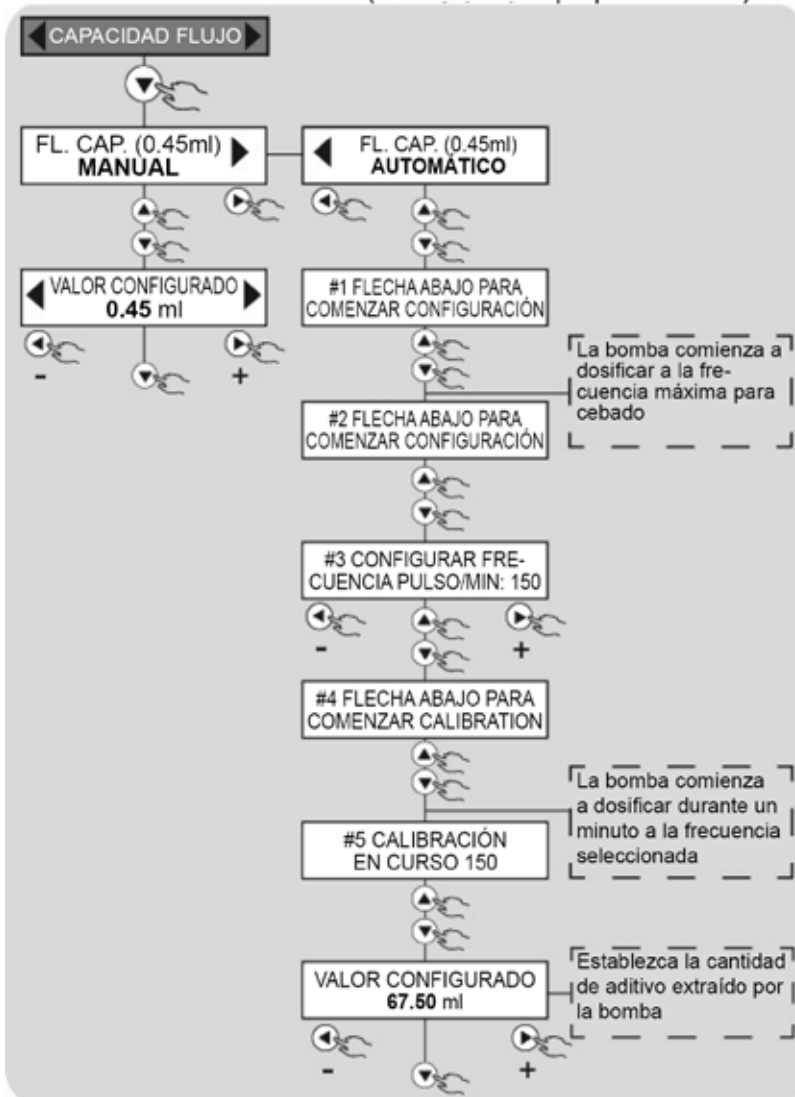 CAPACIDAD FLUJO
FL. CAP. (0.45ml)
MANUAL
FL. CAP. (0.45ml)
AUTOMÁTICO
VALOR CONFIGURADO
0.45 ml
- +
#1 FLECHA ABAJO PARA
COMENZAR CONFIGURACIÓN
La bomba comienza a
dosificar a la fre-
cuencia máxima para
cebado
#2 FLECHA ABAJO PARA
COMENZAR CONFIGURACIÓN
#3 CONFIGURAR FRE-
CUENCIA PULSO/MIN: 150
- +
#4 FLECHA ABAJO PARA
COMENZAR CALIBRATION
La bomba comienza
a dosificar durante un
minuto a la frecuencia
seleccionada
#5 CALIBRACIÓN
EN CURSO 150
VALOR CONFIGURADO
67.50 ml
Establezca la cantidad
de aditivo extraído por
la bomba
- +